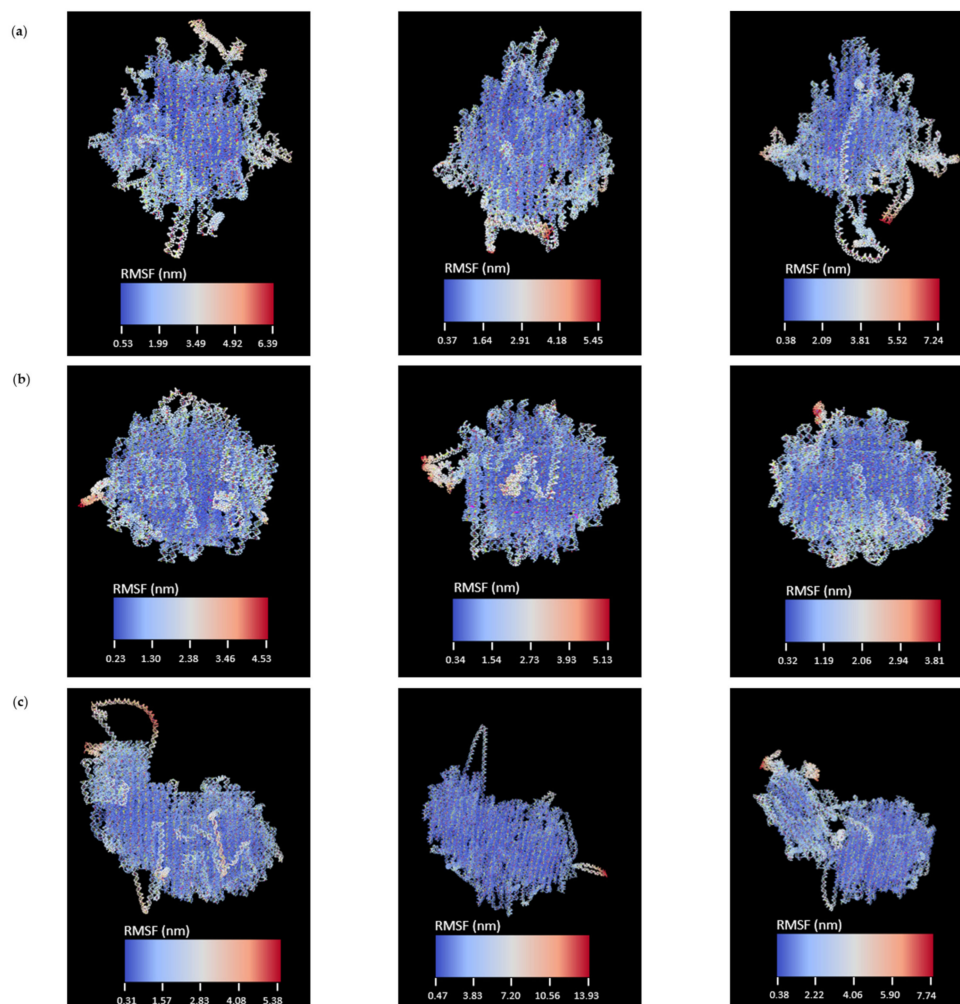 (a)
RMSF (nm)
0.53 1.99 3.49 4.92 6.39
RMSF (nm)
0.37 1.64 2.91 4.18 5.45
RMSF (nm)
0.38 2.09 3.81 5.52 7.24
(b)
RMSF (nm)
0.23 1.30 2.38 3.46 4.53
RMSF (nm)
0.34 1.54 2.73 3.93 5.13
RMSF (nm)
0.32 1.19 2.06 2.94 3.81
(c)
RMSF (nm)
0.31 1.57 2.83 4.08 5.38
RMSF (nm)
0.47 3.83 7.20 10.56 13.93
RMSF (nm)
0.38 2.22 4.06 5.90 7.74